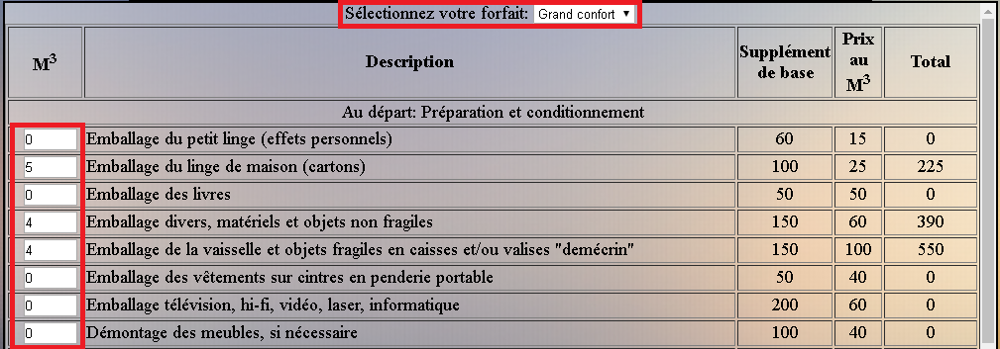 Sélectionnez votre forfait: Grand confort
M³ Description Supplément de base Prix au M³ Total
Au départ: Préparation et conditionnement
0 Emballage du petit linge (effets personnels) 60 15 0
5 Emballage du linge de maison (cartons) 100 25 225
0 Emballage des livres 50 50 0
4 Emballage divers, matériels et objets non fragiles 150 60 390
4 Emballage de la vaisselle et objets fragiles en caisses et/ou valises "demécrin" 150 100 550
0 Emballage des vêtements sur cintres en penderie portable 50 40 0
0 Emballage télévision, hi-fi, vidéo, laser, informatique 200 60 0
0 Démontage des meubles, si nécessaire 100 40 0